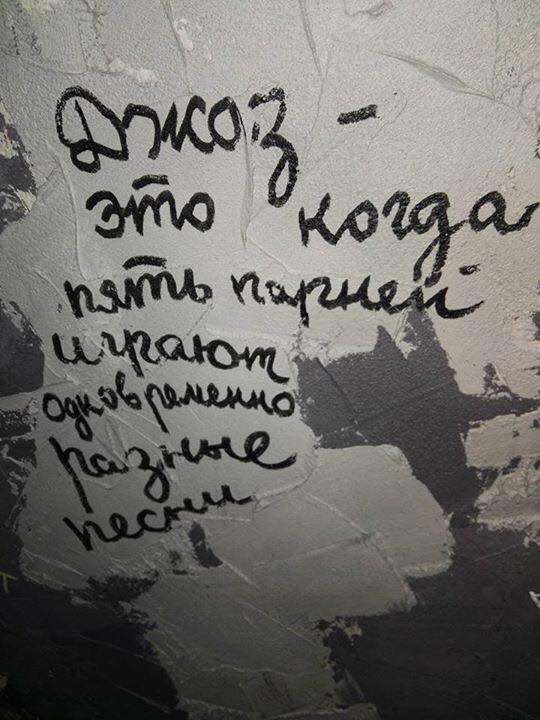 Джоз -
это когда
пять парней
играют
одновременно
разные
песни